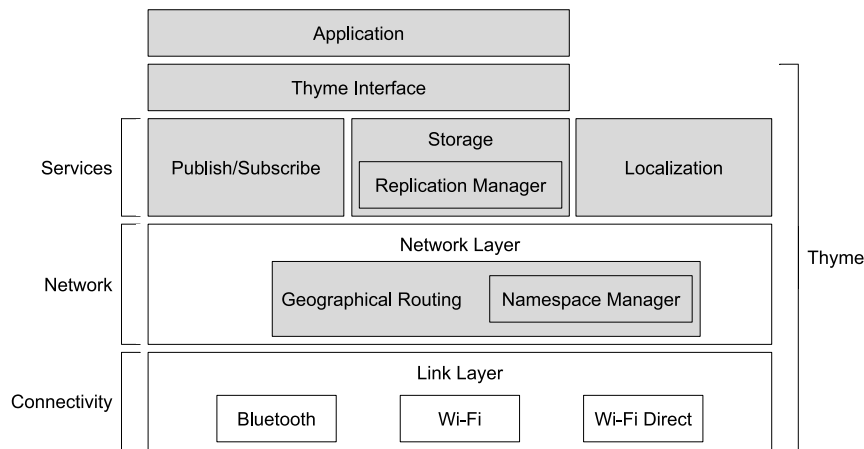 Application
Thyme Interface
Services
Publish/Subscribe
Storage
Replication Manager
Localization
Network
Network Layer
Geographical Routing
Namespace Manager
Thyme
Connectivity
Link Layer
Bluetooth
Wi-Fi
Wi-Fi Direct